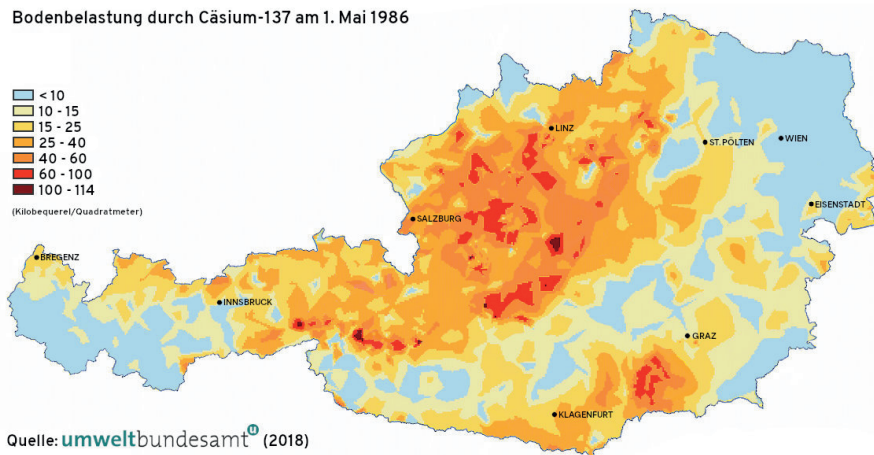 Bodenbelastung durch Cäsium-137 am 1. Mai 1986
< 10
10 - 15
15 - 25
25 - 40
40 - 60
60 - 100
100 - 114
(Kilobequerel/Quadratmeter)
LINZ
ST.PÖLTEN
WIEN
EISENSTADT
SALZBURG
BREGENZ
INNSBRUCK
GRAZ
KLAGENFURT
Quelle: umweltbundesamt u (2018)